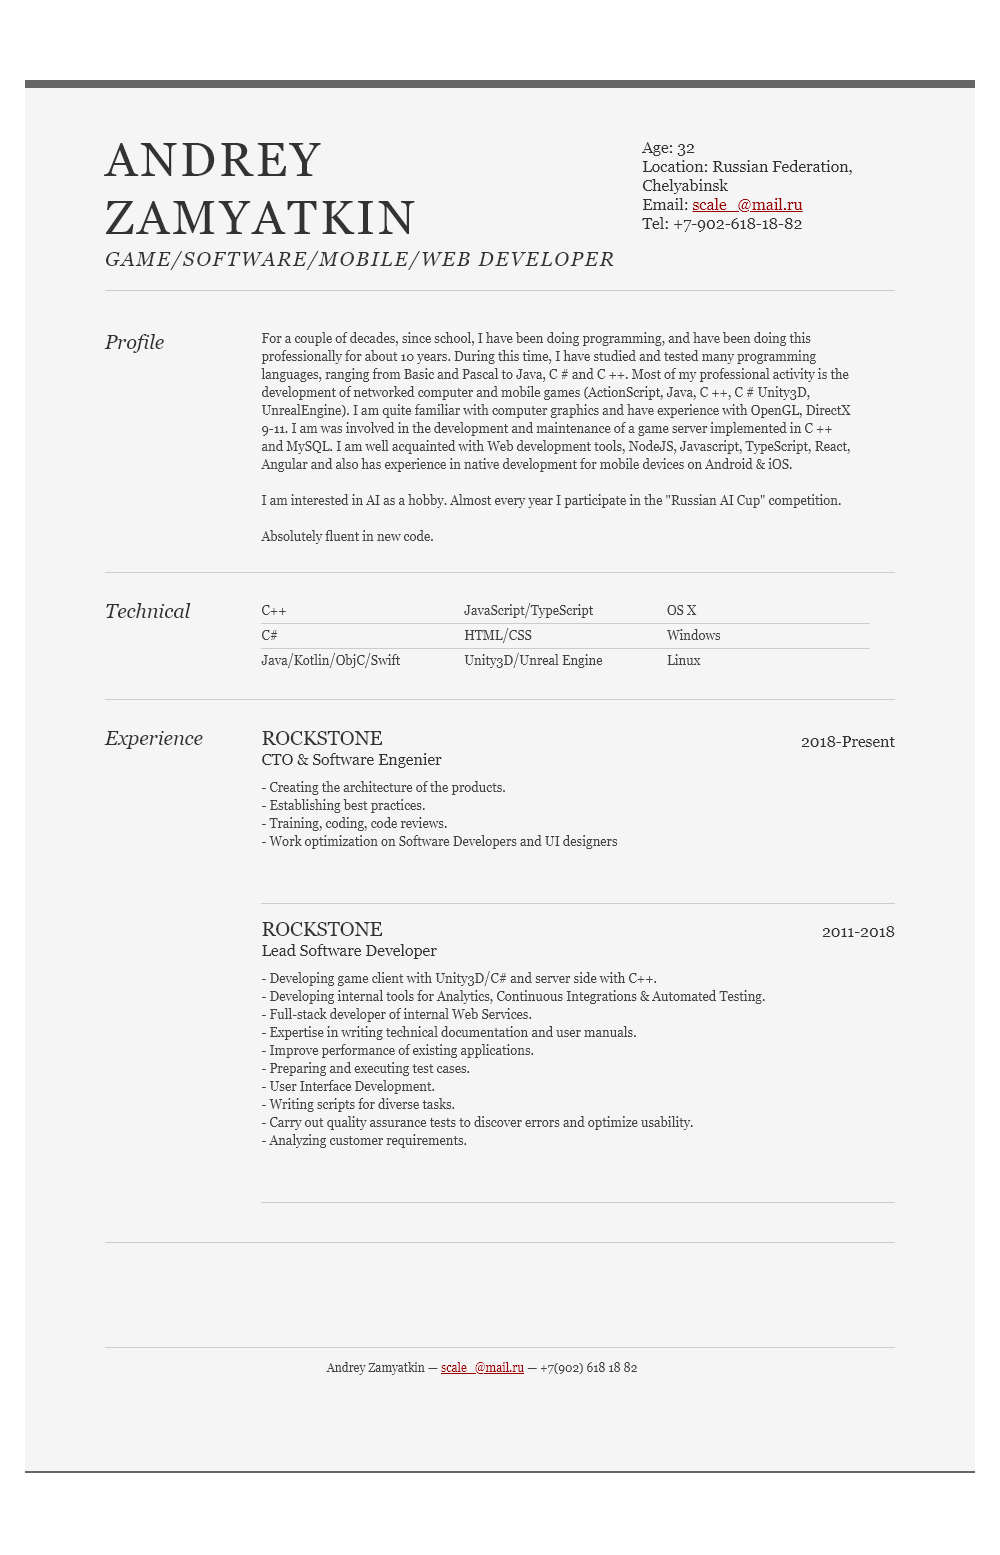 ANDREY
ZAMYATKIN
GAME/SOFTWARE/MOBILE/WEB DEVELOPER
Age: 32
Location: Russian Federation,
Chelyabinsk
Email: scale_@mail.ru
Tel: +7-902-618-18-82
Profile
For a couple of decades, since school, I have been doing programming, and have been doing this
professionally for about 10 years. During this time, I have studied and tested many programming
languages, ranging from Basic and Pascal to Java, C # and C ++. Most of my professional activity is the
development of networked computer and mobile games (ActionScript, Java, C ++, C # Unity3D,
UnrealEngine). I am quite familiar with computer graphics and have experience with OpenGL, DirectX
9-11. I am was involved in the development and maintenance of a game server implemented in C ++
and MySQL. I am well acquainted with Web development tools, NodeJS, Javascript, TypeScript, React,
Angular and also has experience in native development for mobile devices on Android & iOS.
I am interested in AI as a hobby. Almost every year I participate in the "Russian AI Cup" competition.
Absolutely fluent in new code.
Technical
C++ JavaScript/TypeScript OS X
C# HTML/CSS Windows
Java/Kotlin/ObjC/Swift Unity3D/Unreal Engine Linux
Experience
ROCKSTONE 2018-Present
CTO & Software Engenier
- Creating the architecture of the products.
- Establishing best practices.
- Training, coding, code reviews.
- Work optimization on Software Developers and UI designers
ROCKSTONE 2011-2018
Lead Software Developer
- Developing game client with Unity3D/C# and server side with C++.
- Developing internal tools for Analytics, Continuous Integrations & Automated Testing.
- Full-stack developer of internal Web Services.
- Expertise in writing technical documentation and user manuals.
- Improve performance of existing applications.
- Preparing and executing test cases.
- User Interface Development.
- Writing scripts for diverse tasks.
- Carry out quality assurance tests to discover errors and optimize usability.
- Analyzing customer requirements.
Andrey Zamyatkin — scale_@mail.ru — +7(902) 618 18 82